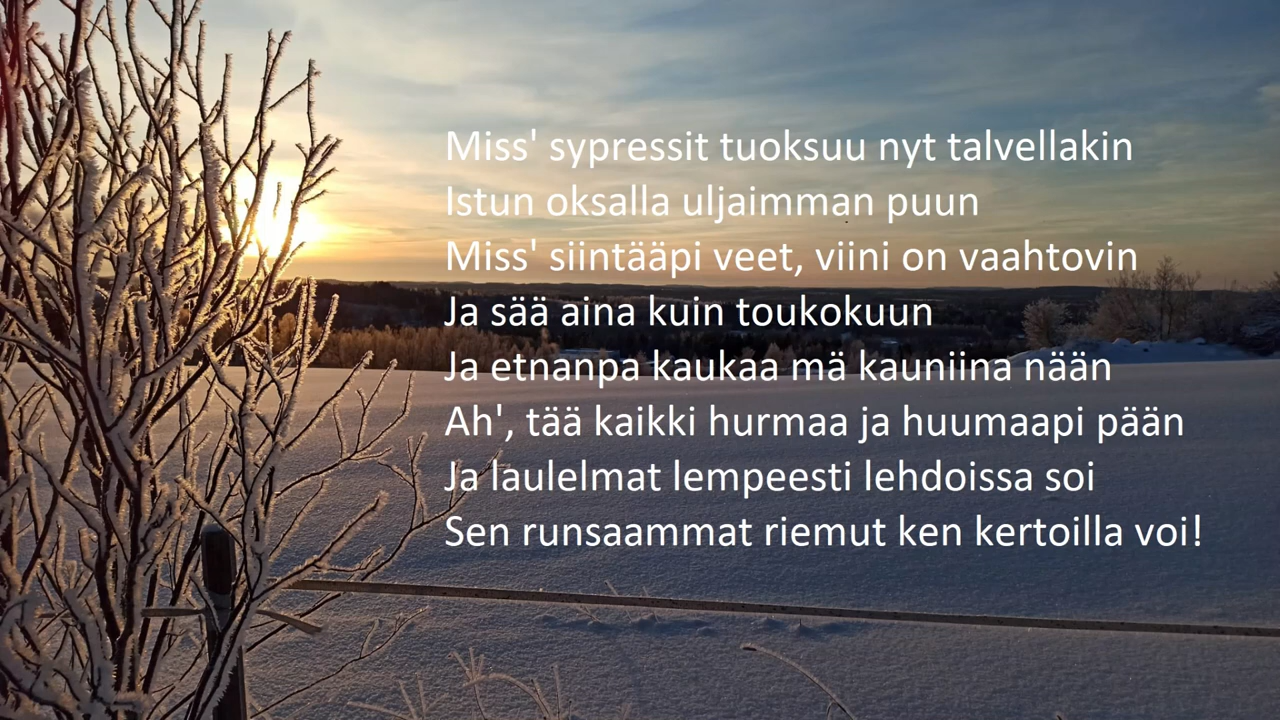 Miss' sypressit tuoksuu nyt talvellakin
Istun oksalla uljaimman puun
Miss' siintääpi veet, viini on vaahtovin
Ja sää aina kuin toukokuun
Ja etnanpa kaukaa mä kauniina nään
Ah', tää kaikki hurmaa ja huumaapi pään
Ja laulelmat lempeesti lehdoissa soi
Sen runsaammat riemut ken kertoilla voi!